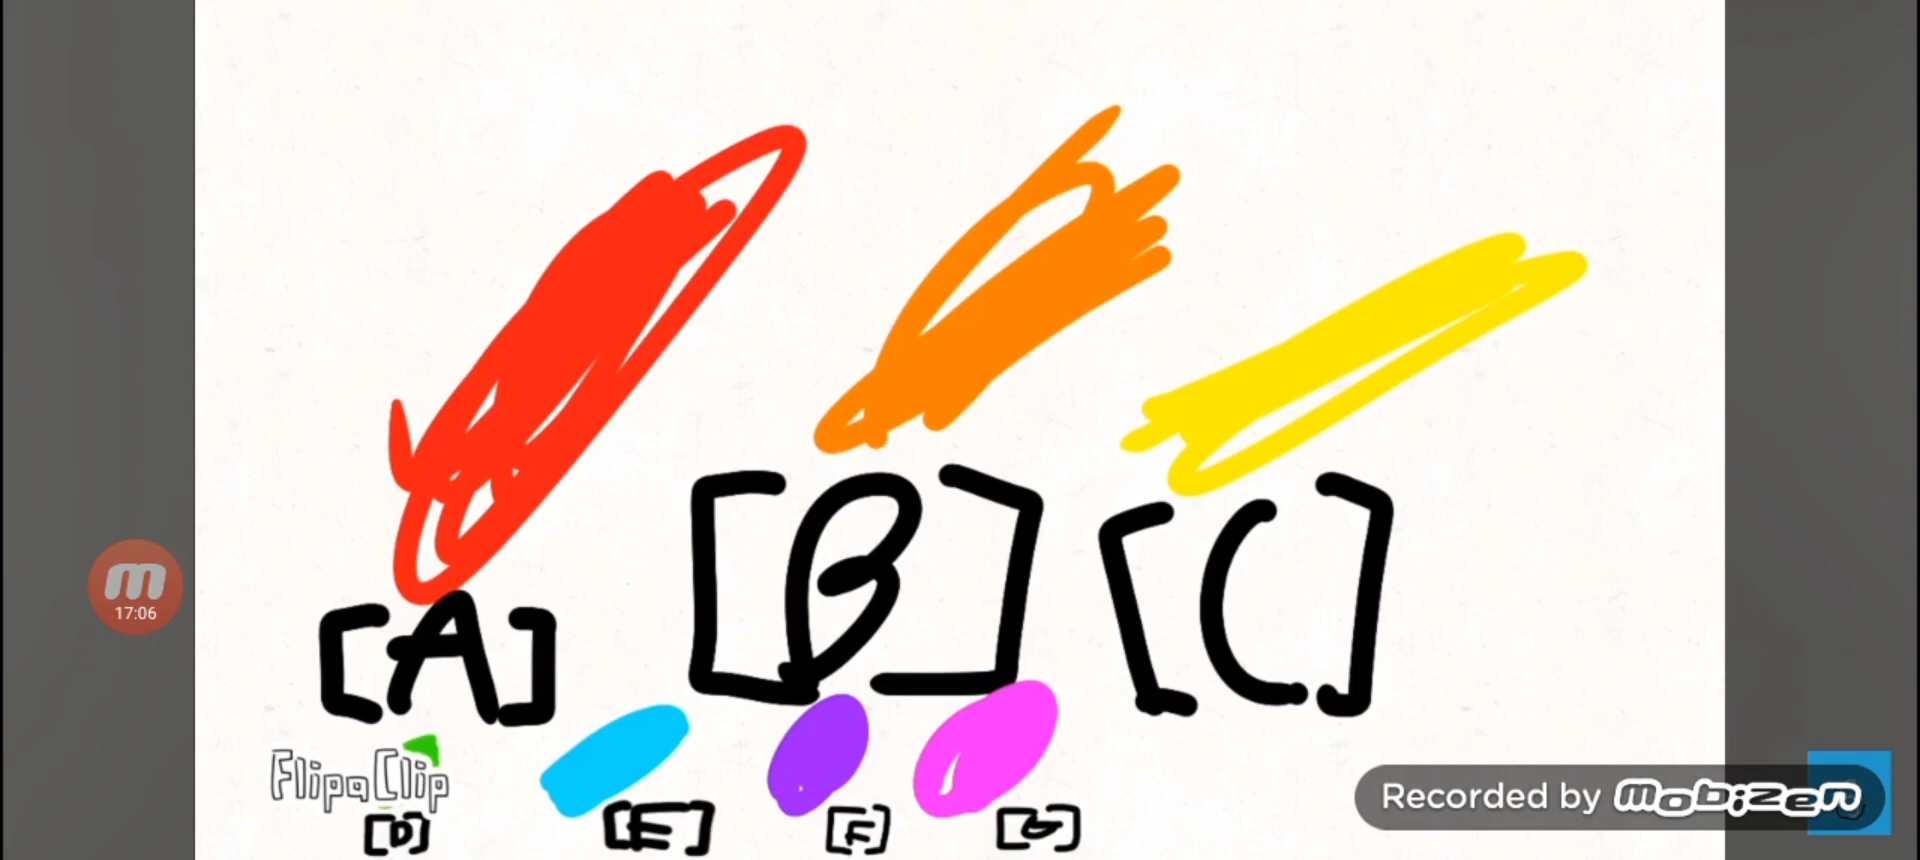 [A] [B] [C]
17:06
FlipaClip
[D] [E] [F] [G]
Recorded by mobizen